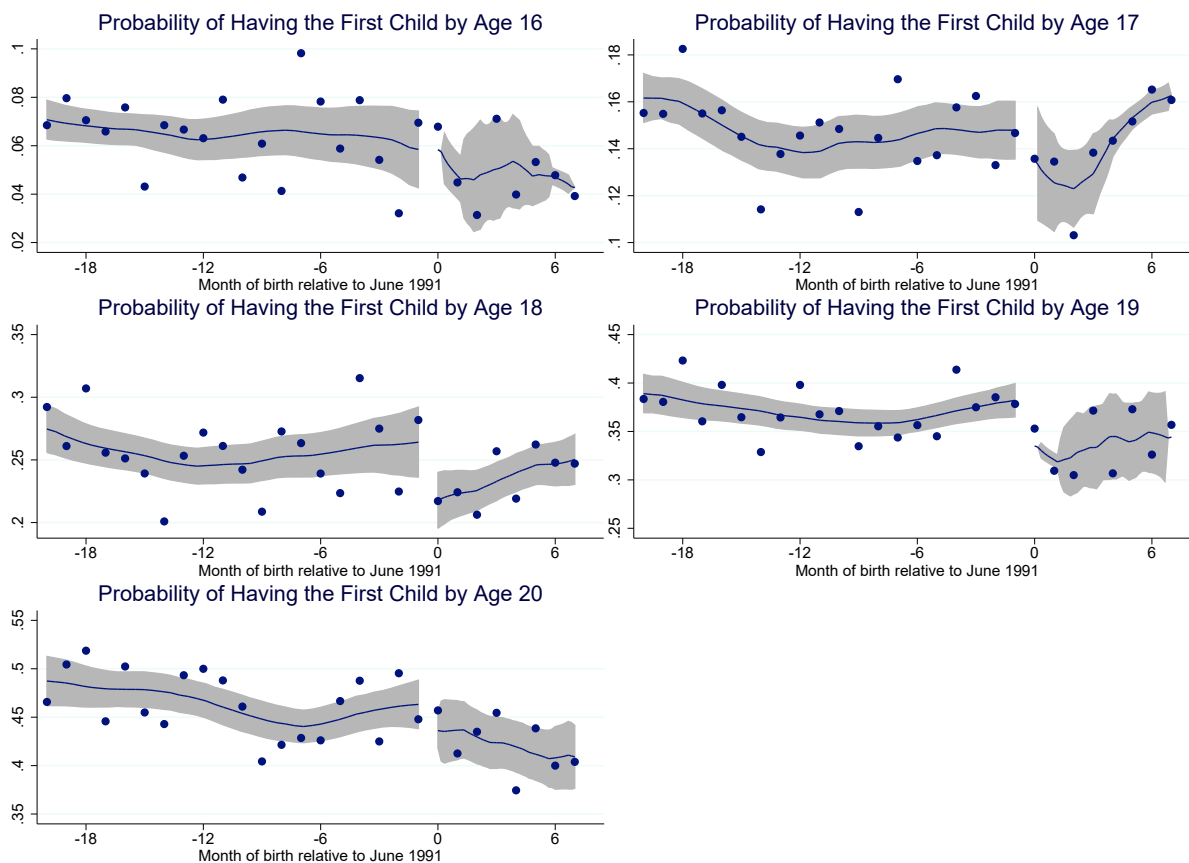 Probability of Having the First Child by Age 16
.1
.08
.06
.04
.02
-18 -12 -6 0 6
Month of birth relative to June 1991
Probability of Having the First Child by Age 17
.18
.16
.14
.12
.1
-18 -12 -6 0 6
Month of birth relative to June 1991
Probability of Having the First Child by Age 18
.35
.3
.25
.2
-18 -12 -6 0 6
Month of birth relative to June 1991
Probability of Having the First Child by Age 19
.45
.4
.35
.3
.25
-18 -12 -6 0 6
Month of birth relative to June 1991
Probability of Having the First Child by Age 20
.55
.5
.45
.4
.35
-18 -12 -6 0 6
Month of birth relative to June 1991